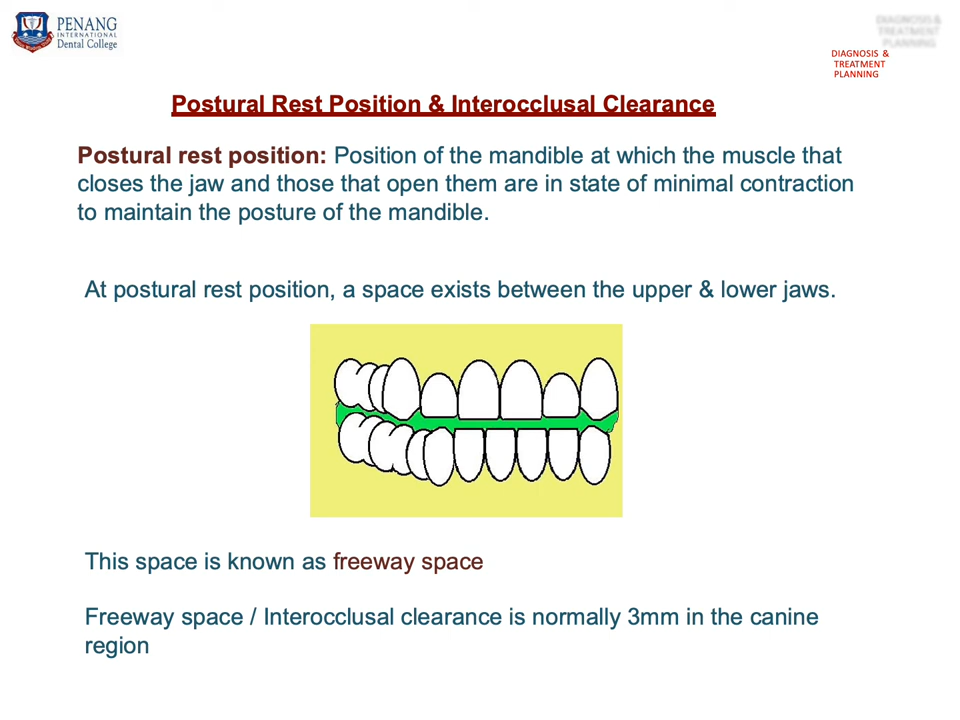 PENANG
INTERNATIONAL
Dental College
DIAGNOSIS &
TREATMENT
PLANNING
DIAGNOSIS &
TREATMENT
PLANNING
Postural Rest Position & Interocclusal Clearance
Postural rest position: Position of the mandible at which the muscle that
closes the jaw and those that open them are in state of minimal contraction
to maintain the posture of the mandible.
At postural rest position, a space exists between the upper & lower jaws.
This space is known as freeway space
Freeway space / Interocclusal clearance is normally 3mm in the canine
region